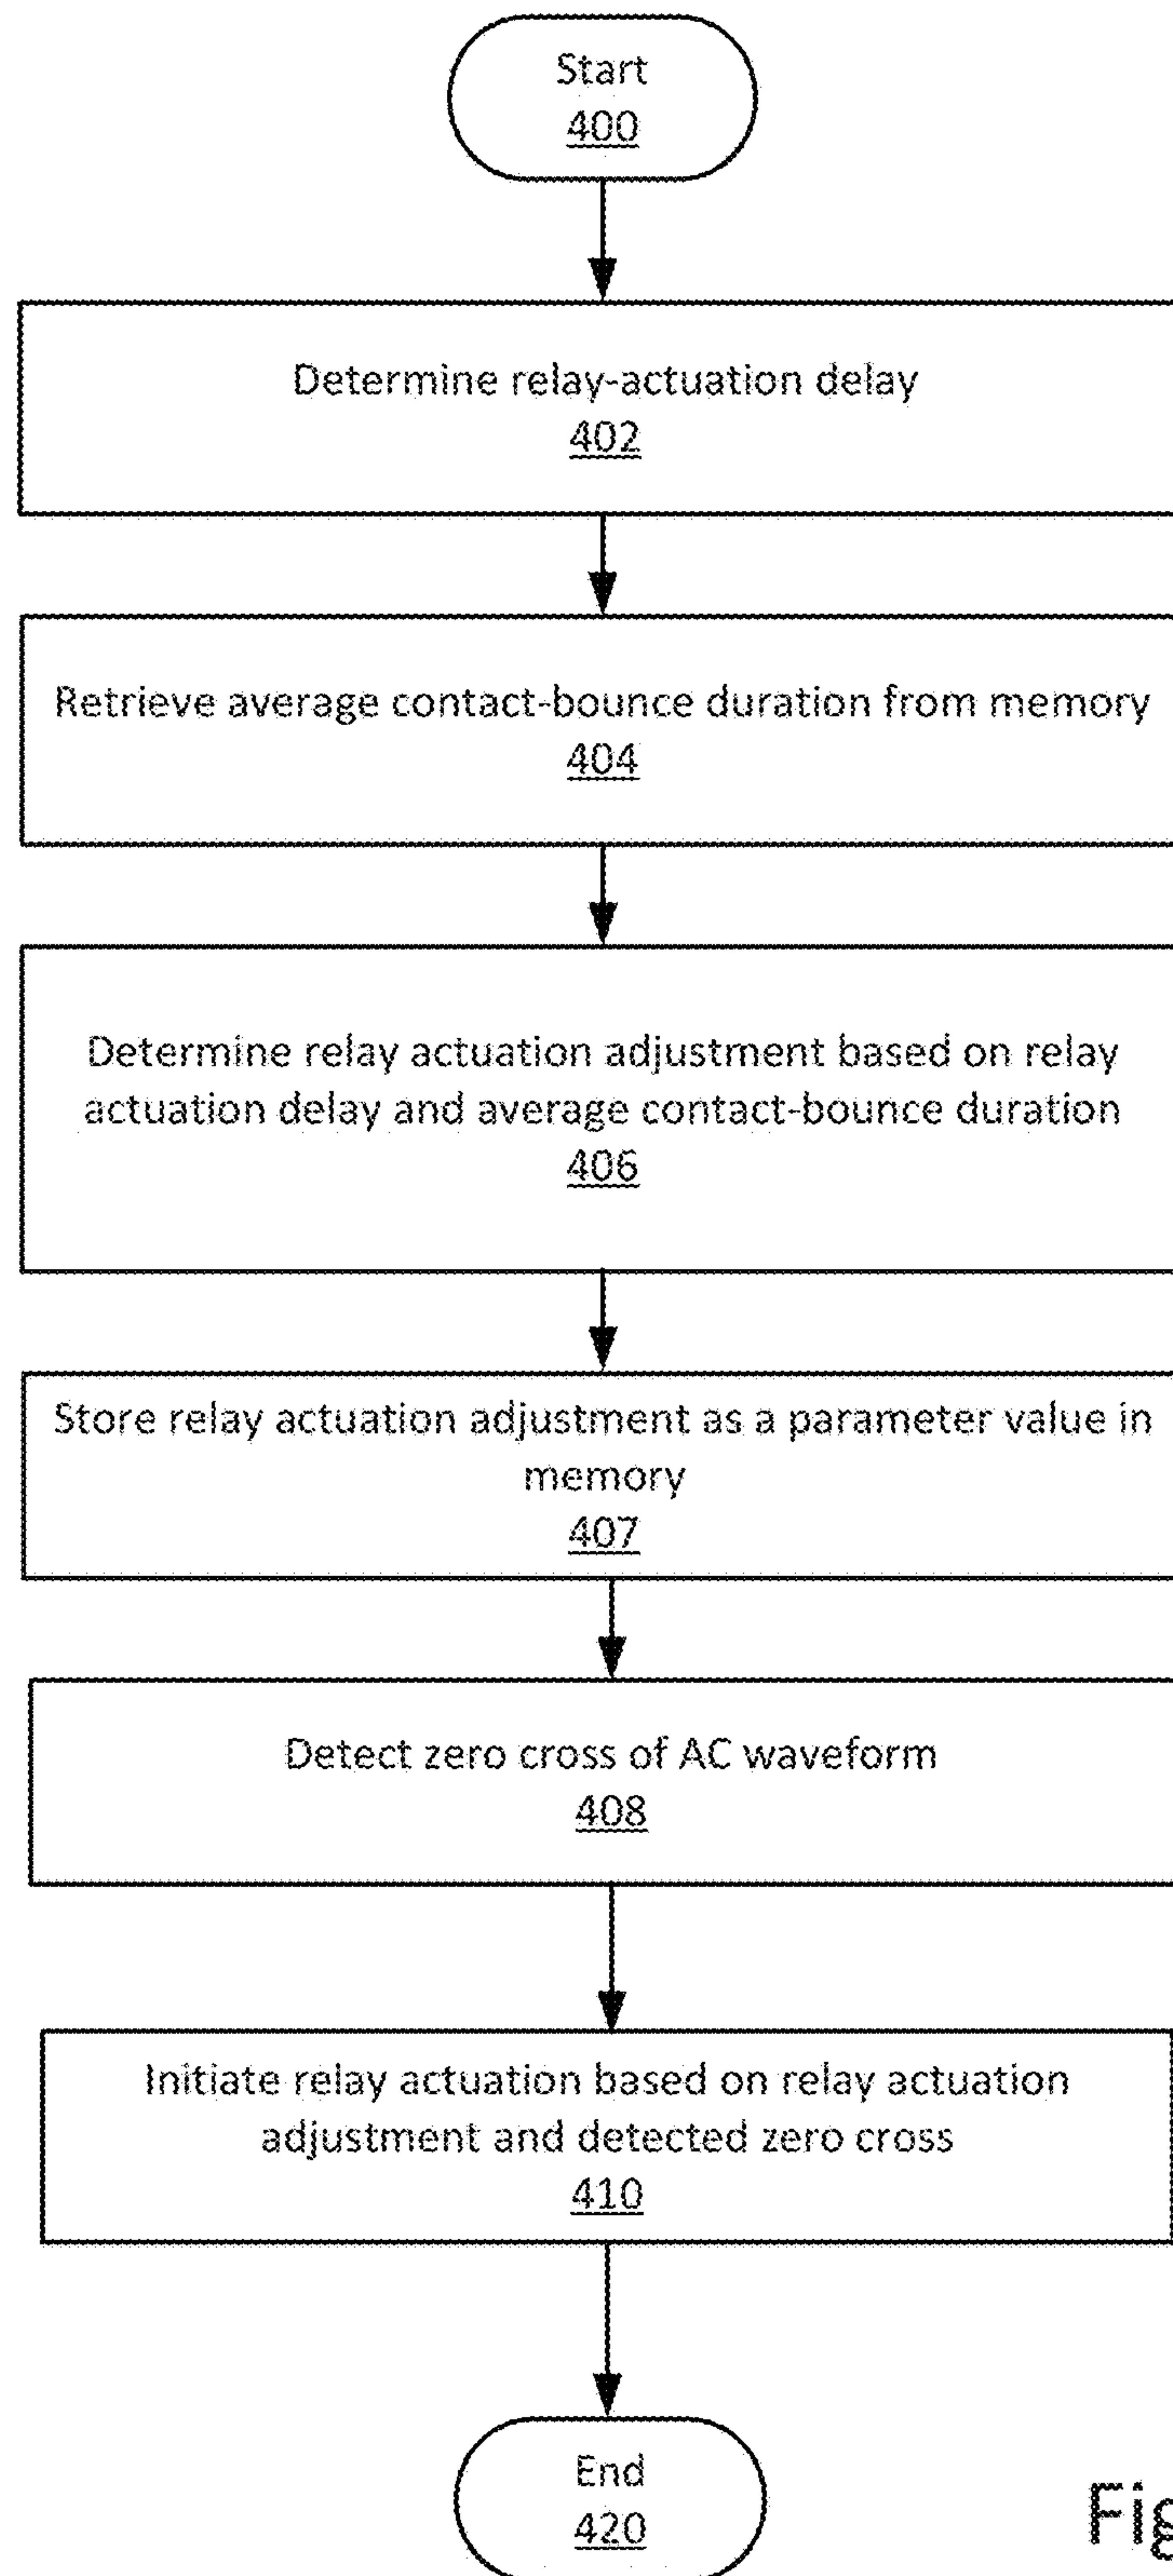 Start
400
Determine relay-actuation delay
402
Retrieve average contact-bounce duration from memory
404
Determine relay actuation adjustment based on relay
actuation delay and average contact-bounce duration
406
Store relay actuation adjustment as a parameter value in
memory
407
Detect zero cross of AC waveform
408
Initiate relay actuation based on relay actuation
adjustment and detected zero cross
410
End
420
Fig